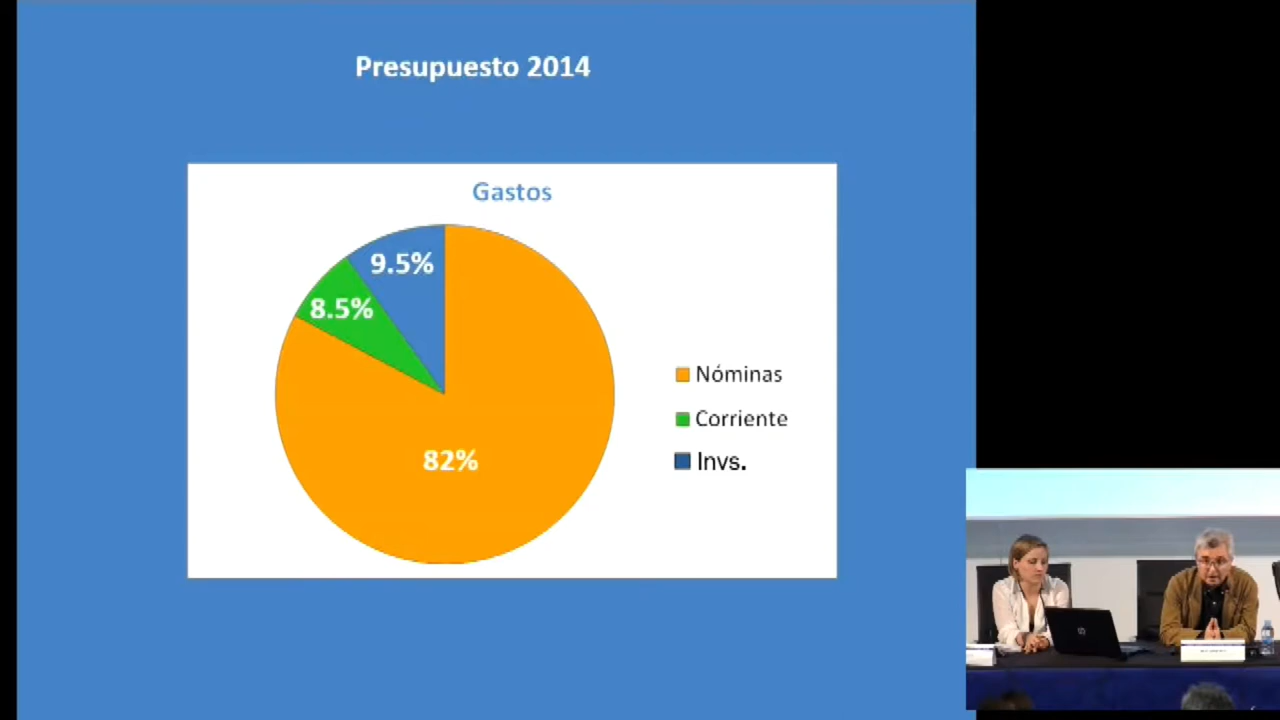 Presupuesto 2014
Gastos
9.5%
8.5%
82%
Nóminas
Corriente
Invs.